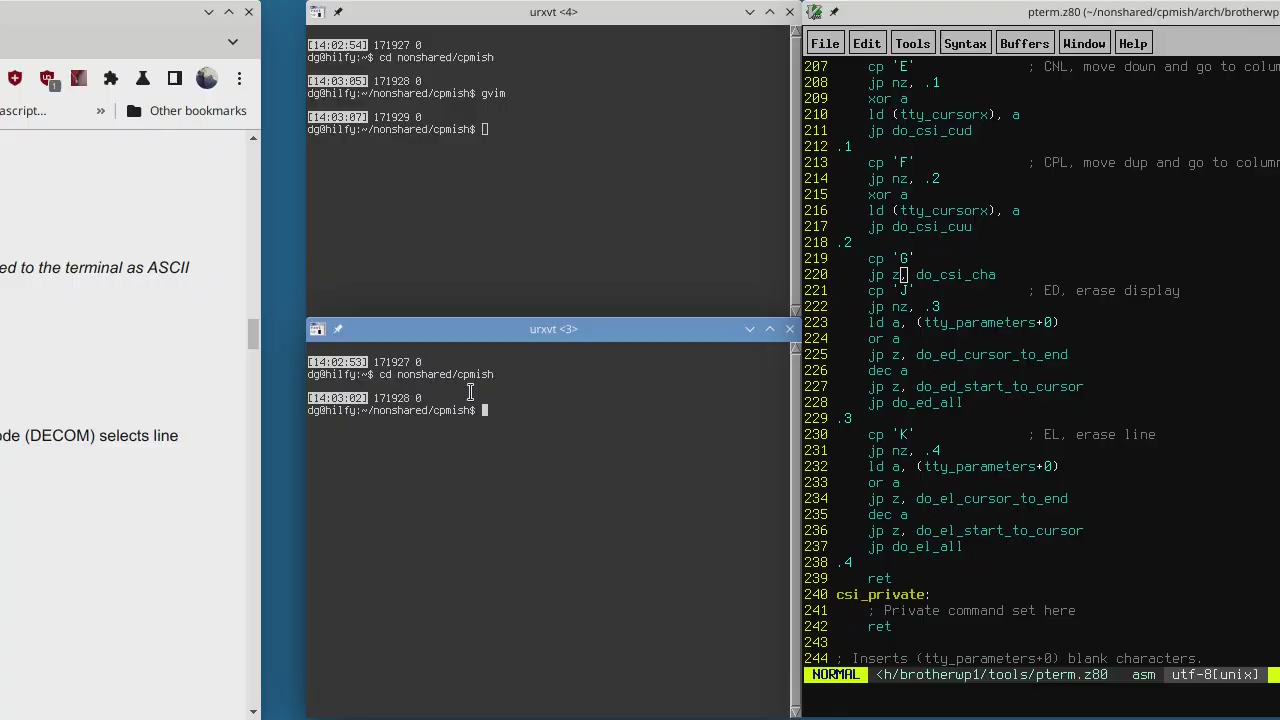 ascript...
»
Other bookmarks
1
ed to the terminal as ASCII
ode (DECOM) selects line
urxvt <4>
[14:02:54] 171927 0
dg@hilfy:~$ cd nonshared/cpmish
[14:03:05] 171928 0
dg@hilfy:~/nonshared/cpmish$ gvim
[14:03:07] 171929 0
dg@hilfy:~/nonshared/cpmish$
urxvt <3>
[14:02:53] 171927 0
dg@hilfy:~$ cd nonshared/cpmish
[14:03:02] 171928 0
dg@hilfy:~/nonshared/cpmish$
pterm.z80 (~/nonshared/cpmish/arch/brotherwp
File Edit Tools Syntax Buffers Window Help
207 cp 'E' ; CNL, move down and go to colum
208 jp nz, .1
209 xor a
210 ld (tty_cursorx), a
211 jp do_csi_cud
212 .1
213 cp 'F' ; CPL, move dup and go to column
214 jp nz, .2
215 xor a
216 ld (tty_cursorx), a
217 jp do_csi_cuu
218 .2
219 cp 'G'
220 jp z, do_csi_cha
221 cp 'J' ; ED, erase display
222 jp nz, .3
223 ld a, (tty_parameters+0)
224 or a
225 jp z, do_ed_cursor_to_end
226 dec a
227 jp z, do_ed_start_to_cursor
228 jp do_ed_all
229 .3
230 cp 'K' ; EL, erase line
231 jp nz, .4
232 ld a, (tty_parameters+0)
233 or a
234 jp z, do_el_cursor_to_end
235 dec a
236 jp z, do_el_start_to_cursor
237 jp do_el_all
238 .4
239 ret
240 csi_private:
241 ; Private command set here
242 ret
243
244 ; Inserts (tty_parameters+0) blank characters.
NORMAL <h/brotherwp1/tools/pterm.z80 asm utf-8[unix]